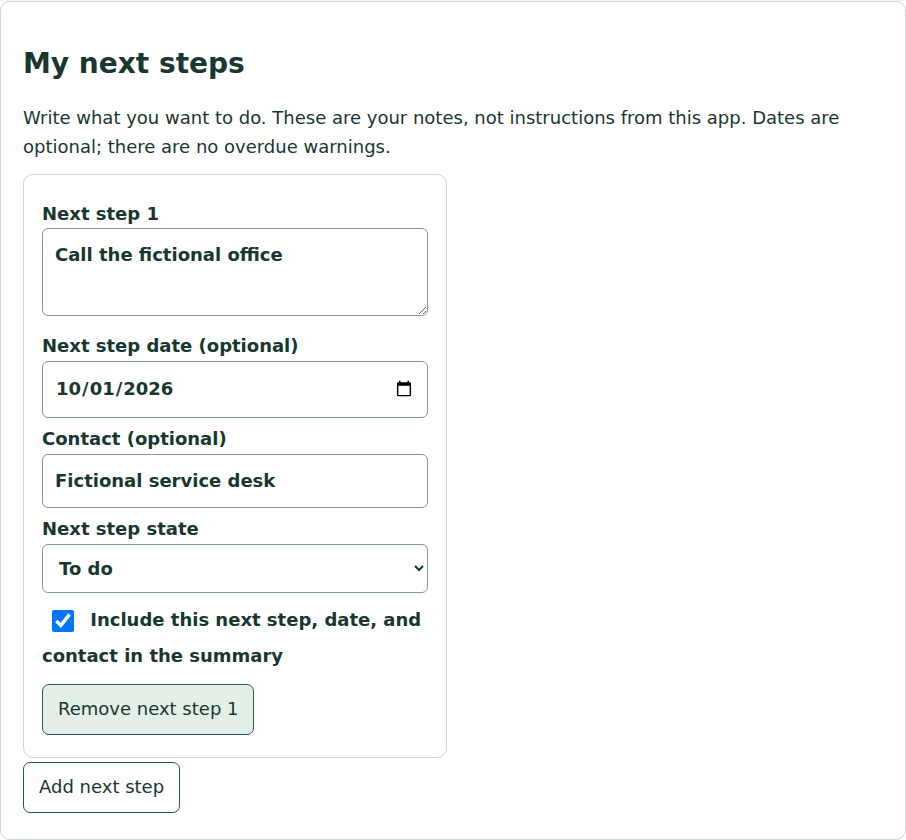 My next steps
Write what you want to do. These are your notes, not instructions from this app. Dates are
optional; there are no overdue warnings.
Next step 1
Call the fictional office
Next step date (optional)
10/01/2026
Contact (optional)
Fictional service desk
Next step state
To do
Include this next step, date, and
contact in the summary
Remove next step 1
Add next step